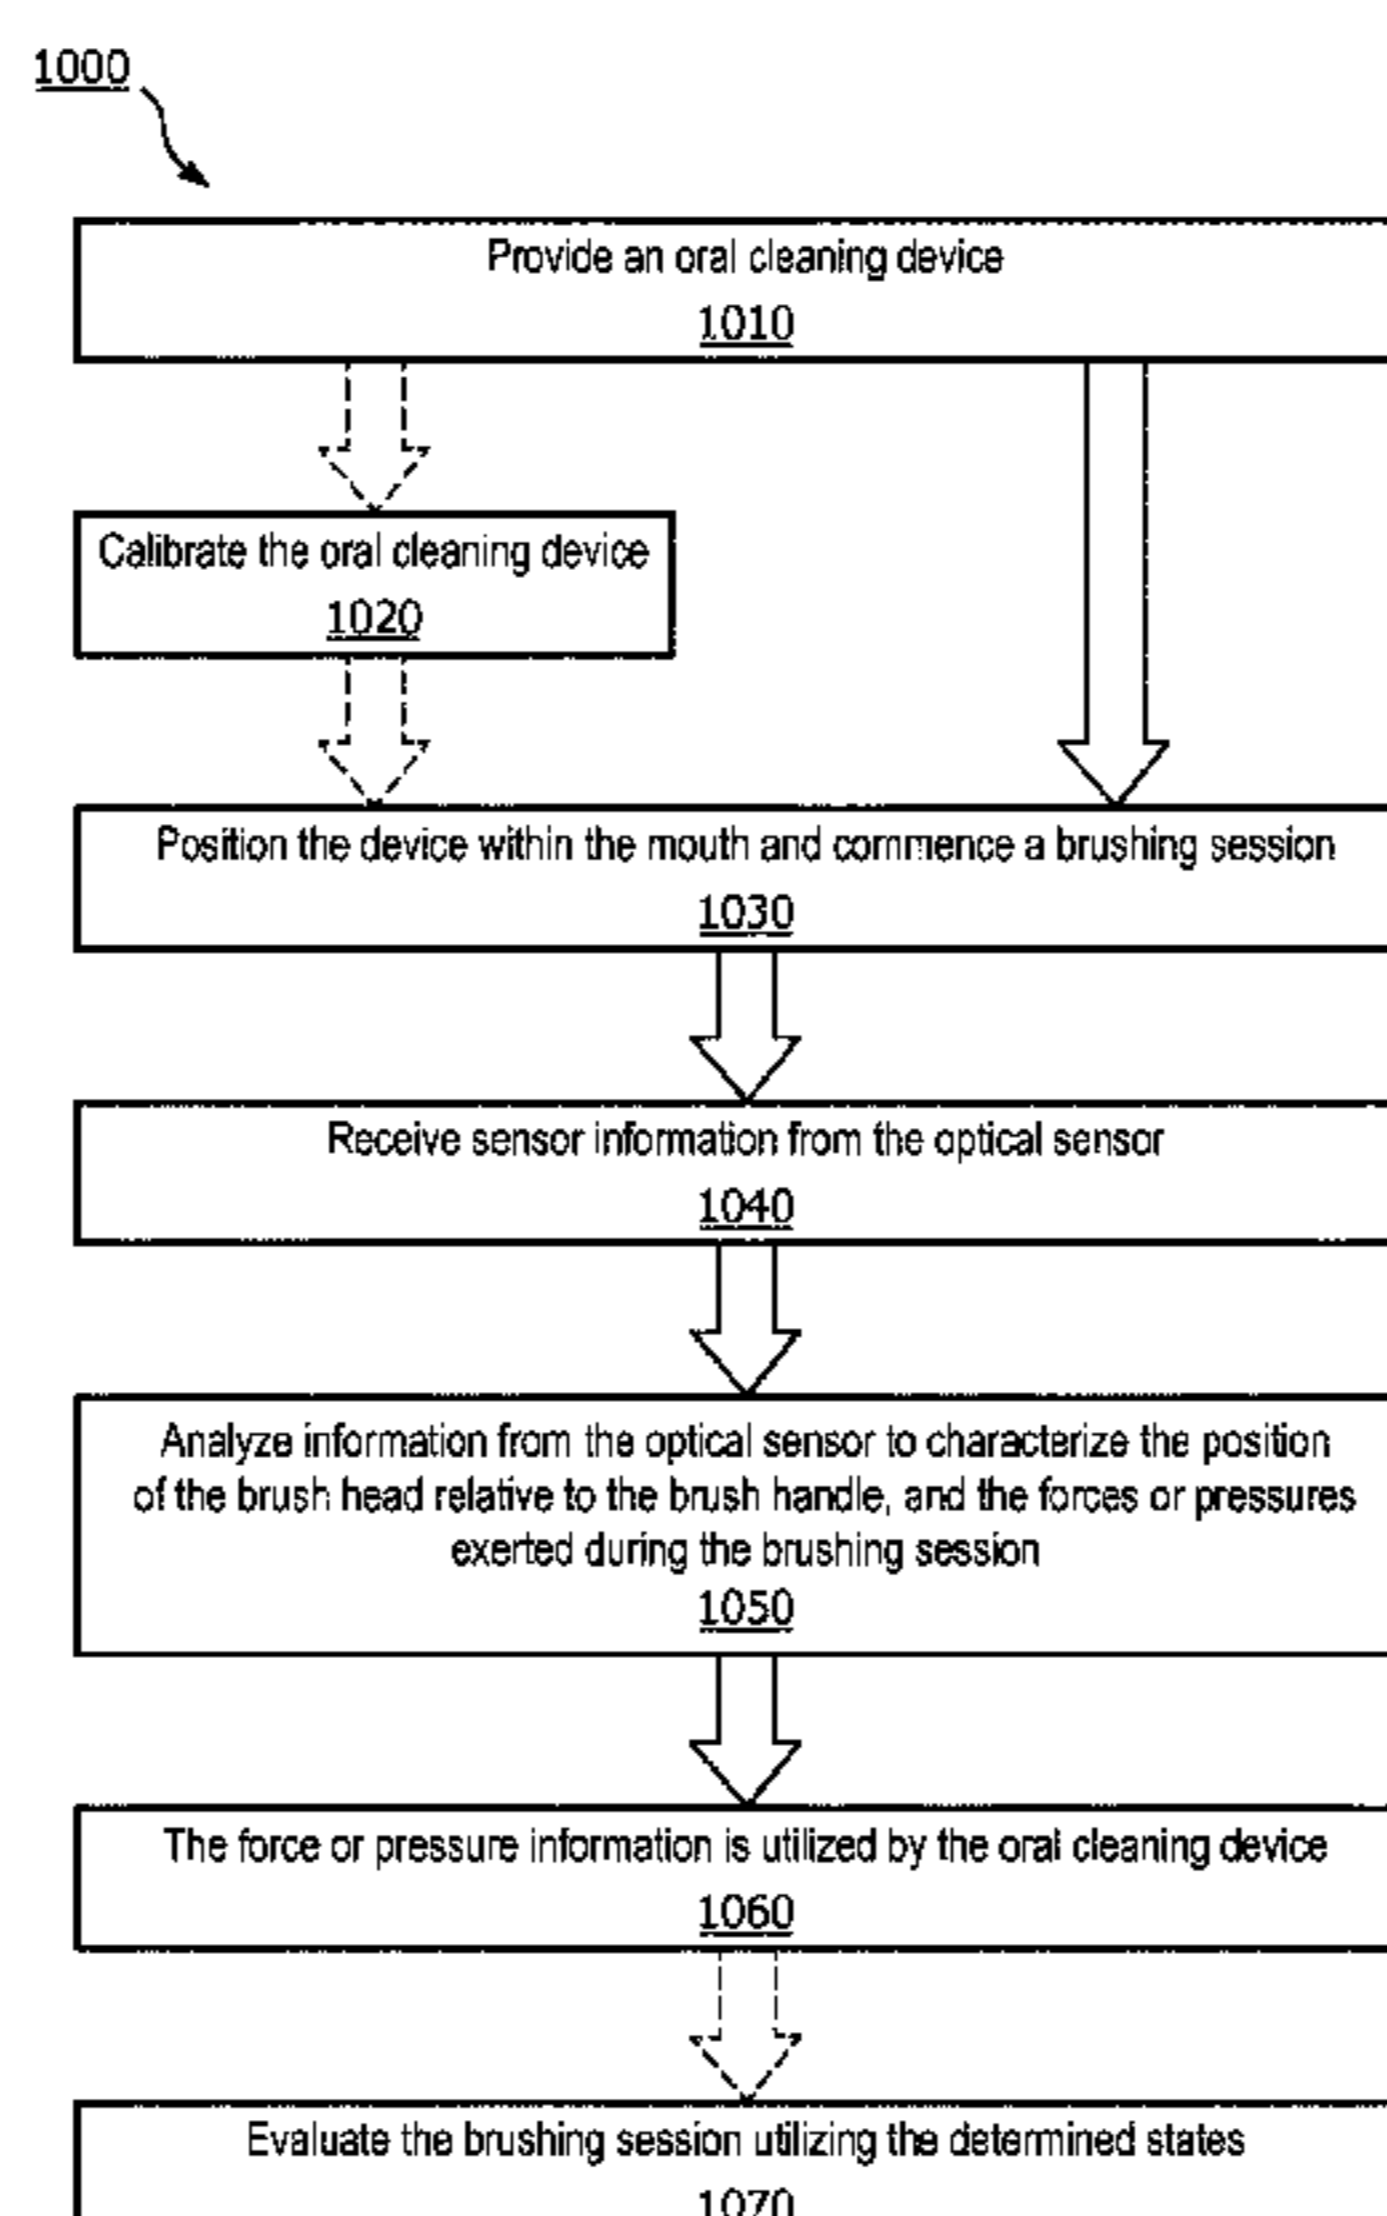 1000
Provide an oral cleaning device
1010
Calibrate the oral cleaning device
1020
Position the device within the mouth and commence a brushing session
1030
Receive sensor information from the optical sensor
1040
Analyze information from the optical sensor to characterize the position
of the brush head relative to the brush handle, and the forces or pressures
exerted during the brushing session
1050
The force or pressure information is utilized by the oral cleaning device
1060
Evaluate the brushing session utilizing the determined states
1070